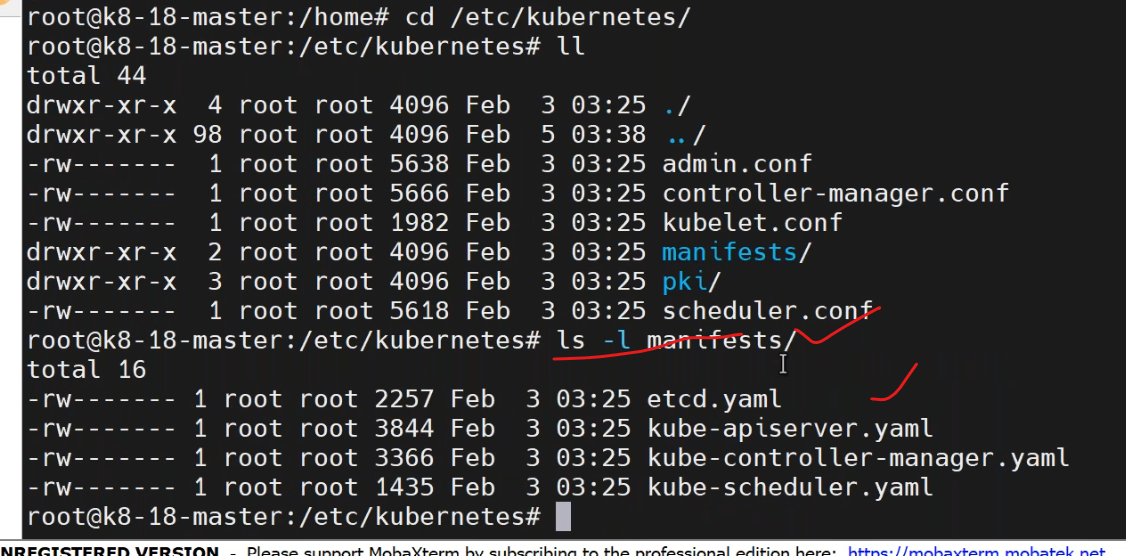 root@k8-18-master:/home# cd /etc/kubernetes/
root@k8-18-master:/etc/kubernetes# ll
total 44
drwxr-xr-x  4 root root 4096 Feb  3 03:25 ./
drwxr-xr-x 98 root root 4096 Feb  5 03:38 ../
-rw-------  1 root root 5638 Feb  3 03:25 admin.conf
-rw-------  1 root root 5666 Feb  3 03:25 controller-manager.conf
-rw-------  1 root root 1982 Feb  3 03:25 kubelet.conf
drwxr-xr-x  2 root root 4096 Feb  3 03:25 manifests/
drwxr-xr-x  3 root root 4096 Feb  3 03:25 pki/
-rw-------  1 root root 5618 Feb  3 03:25 scheduler.conf
root@k8-18-master:/etc/kubernetes# ls -l manifests/
total 16
-rw------- 1 root root 2257 Feb  3 03:25 etcd.yaml
-rw------- 1 root root 3844 Feb  3 03:25 kube-apiserver.yaml
-rw------- 1 root root 3366 Feb  3 03:25 kube-controller-manager.yaml
-rw------- 1 root root 1435 Feb  3 03:25 kube-scheduler.yaml
root@k8-18-master:/etc/kubernetes#
NREGISTERED VERSION - Please support MobaXterm by subscribing to the professional edition here: https://mobaxterm.mobatek.net